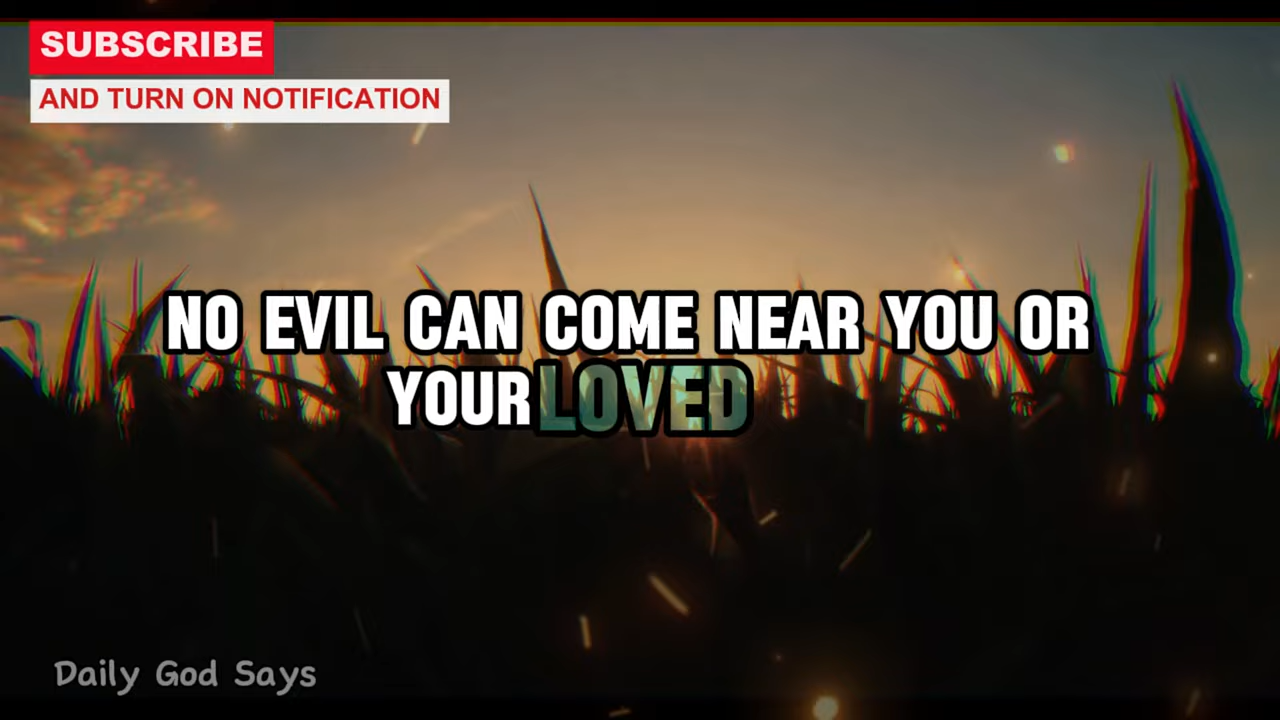 SUBSCRIBE
AND TURN ON NOTIFICATION
NO EVIL CAN COME NEAR YOU OR
YOUR LOVED
Daily God Says